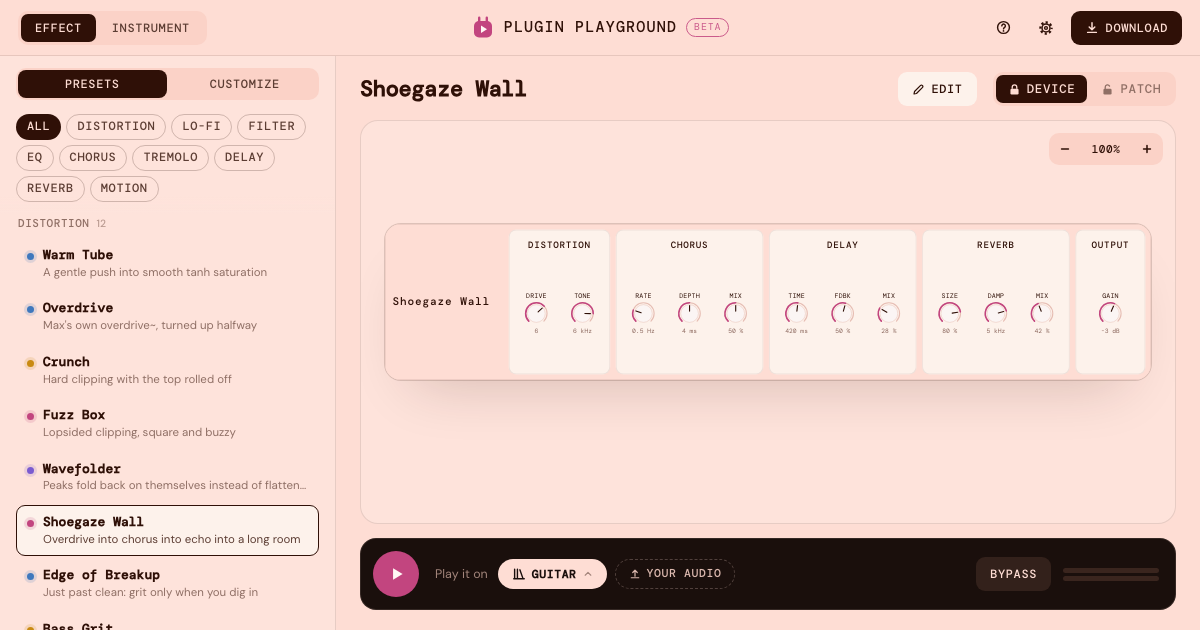 EFFECT INSTRUMENT
PLUGIN PLAYGROUND BETA
DOWNLOAD
PRESETS CUSTOMIZE
ALL DISTORTION LO-FI FILTER
EQ CHORUS TREMOLO DELAY
REVERB MOTION
DISTORTION 12
Warm Tube
A gentle push into smooth tanh saturation
Overdrive
Max's own overdrive~, turned up halfway
Crunch
Hard clipping with the top rolled off
Fuzz Box
Lopsided clipping, square and buzzy
Wavefolder
Peaks fold back on themselves instead of flatten...
Shoegaze Wall
Overdrive into chorus into echo into a long room
Edge of Breakup
Just past clean: grit only when you dig in
Bass Grit
Shoegaze Wall
EDIT
DEVICE PATCH
− 100% +
Shoegaze Wall
DISTORTION CHORUS DELAY REVERB OUTPUT
DRIVE TONE RATE DEPTH MIX TIME FDBK MIX SIZE DAMP MIX GAIN
6 6 kHz 0.5 Hz 4 ms 50 % 420 ms 50 % 28 % 80 % 5 kHz 42 % -3 dB
Play it on GUITAR YOUR AUDIO
BYPASS